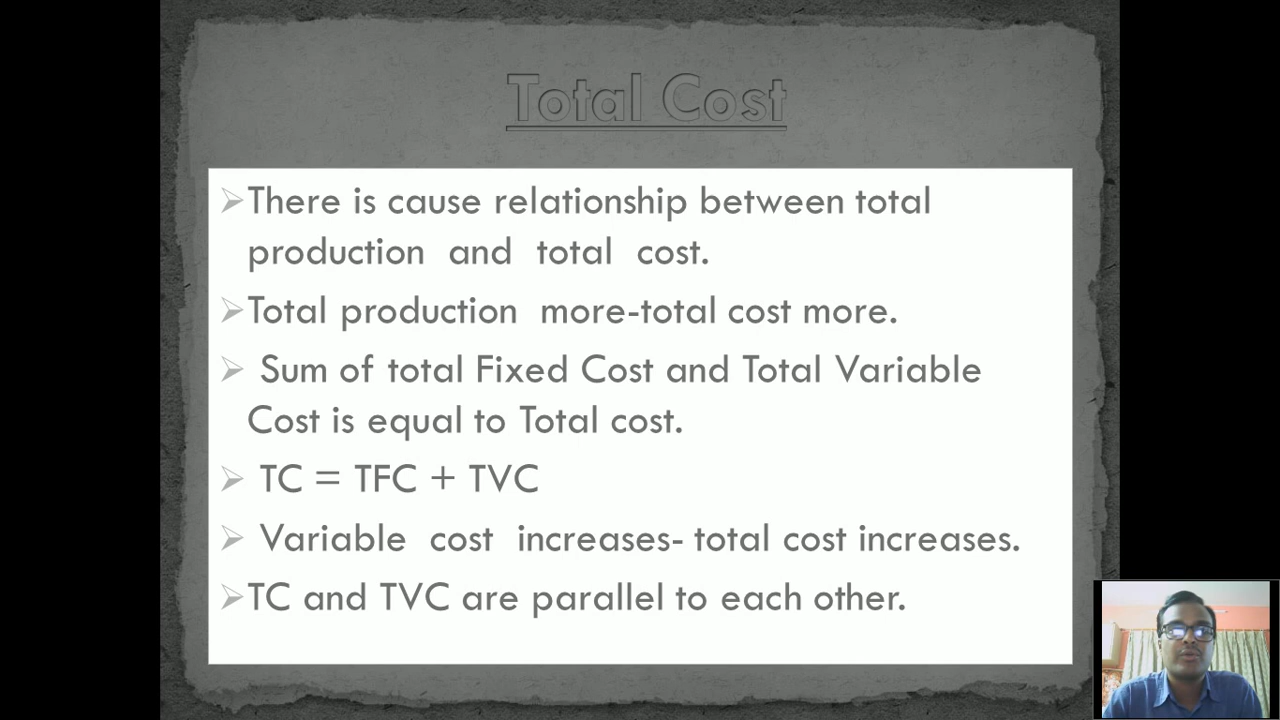 Total Cost
There is cause relationship between total
production and total cost.
Total production more-total cost more.
Sum of total Fixed Cost and Total Variable
Cost is equal to Total cost.
TC = TFC + TVC
Variable cost increases- total cost increases.
TC and TVC are parallel to each other.